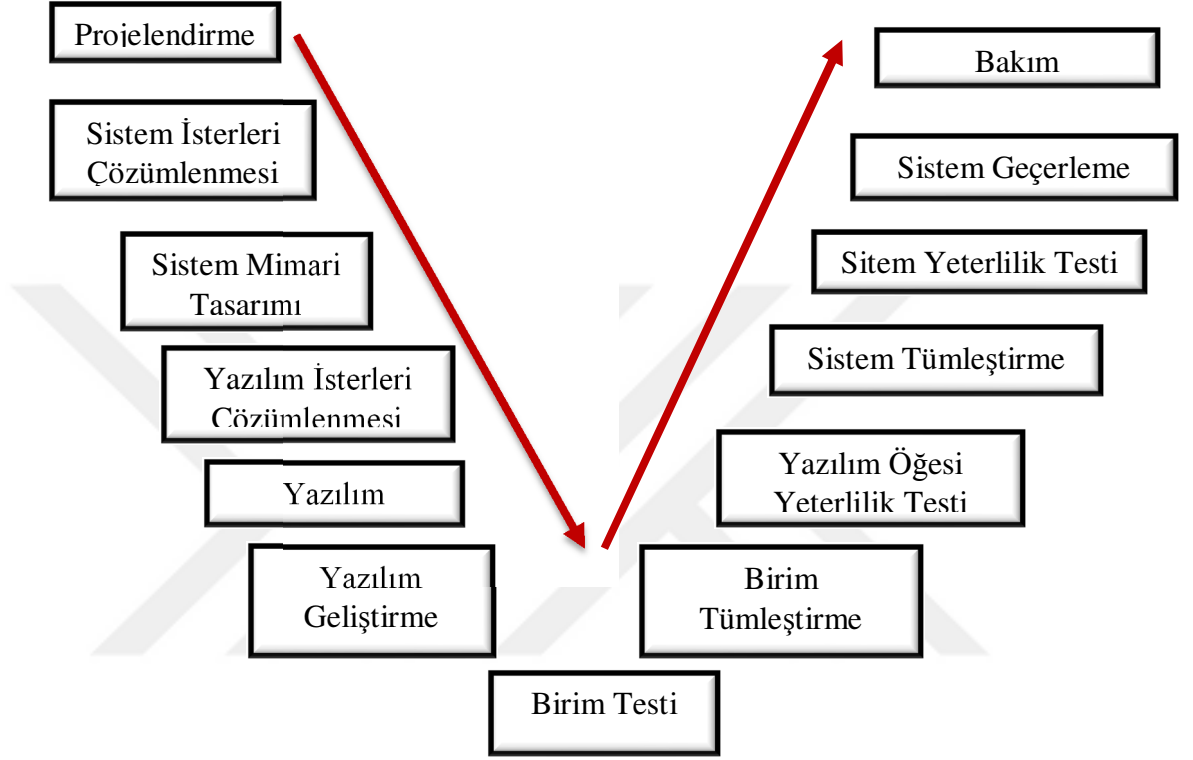 Projelendirme
Sistem İsterleri
Çözümlenmesi
Sistem Mimari
Tasarımı
Yazılım İsterleri
Çözümlenmesi
Yazılım
Yazılım
Geliştirme
Birim Testi
Birim
Tümleştirme
Yazılım Öğesi
Yeterlilik Testi
Sistem Tümleştirme
Sitem Yeterlilik Testi
Sistem Geçerleme
Bakım